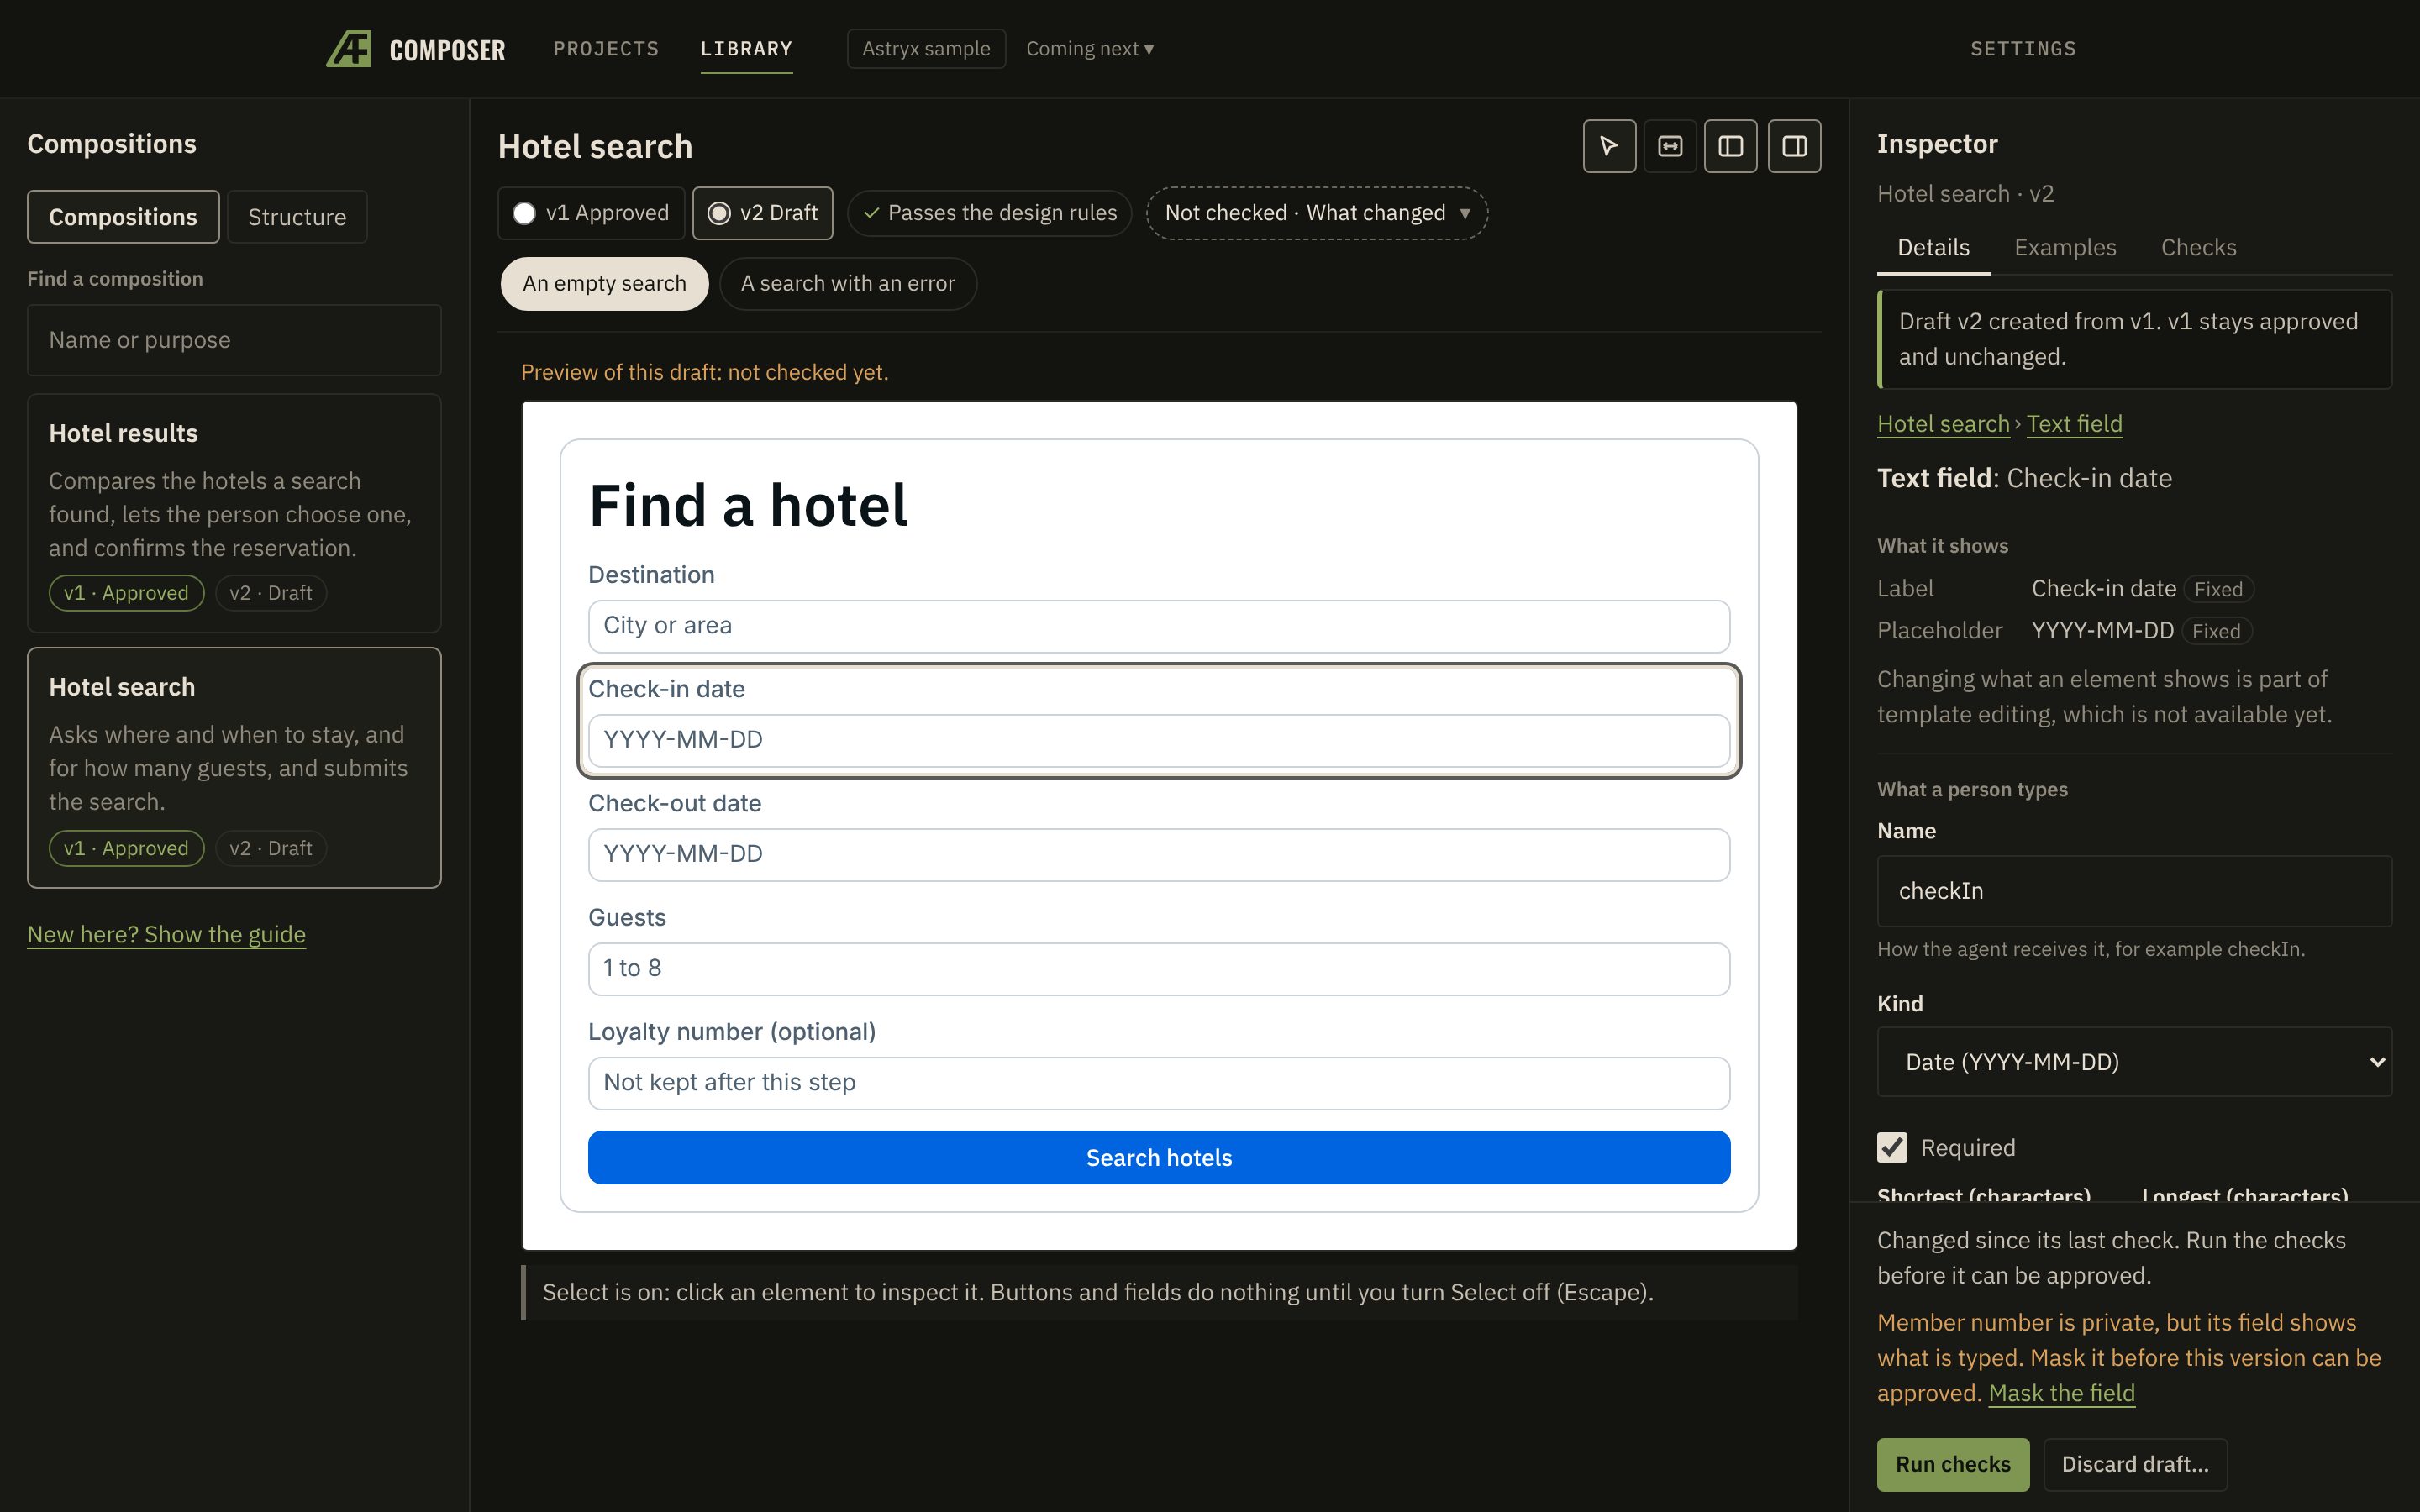 COMPOSER
PROJECTS
LIBRARY
Astryx sample
Coming next ▾
SETTINGS
Compositions
Compositions
Structure
Find a composition
Name or purpose
Hotel results
Compares the hotels a search
found, lets the person choose one,
and confirms the reservation.
v1 · Approved
v2 · Draft
Hotel search
Asks where and when to stay, and
for how many guests, and submits
the search.
v1 · Approved
v2 · Draft
New here? Show the guide
Hotel search
v1 Approved
v2 Draft
✓ Passes the design rules
Not checked · What changed ▾
An empty search
A search with an error
Preview of this draft: not checked yet.
Find a hotel
Destination
City or area
Check-in date
YYYY-MM-DD
Check-out date
YYYY-MM-DD
Guests
1 to 8
Loyalty number (optional)
Not kept after this step
Search hotels
Select is on: click an element to inspect it. Buttons and fields do nothing until you turn Select off (Escape).
Inspector
Hotel search · v2
Details
Examples
Checks
Draft v2 created from v1. v1 stays approved
and unchanged.
Hotel search › Text field
Text field: Check-in date
What it shows
Label Check-in date Fixed
Placeholder YYYY-MM-DD Fixed
Changing what an element shows is part of
template editing, which is not available yet.
What a person types
Name
checkIn
How the agent receives it, for example checkIn.
Kind
Date (YYYY-MM-DD)
Required
Shortest (characters) Longest (characters)
Changed since its last check. Run the checks
before it can be approved.
Member number is private, but its field shows
what is typed. Mask it before this version can be
approved. Mask the field
Run checks
Discard draft...